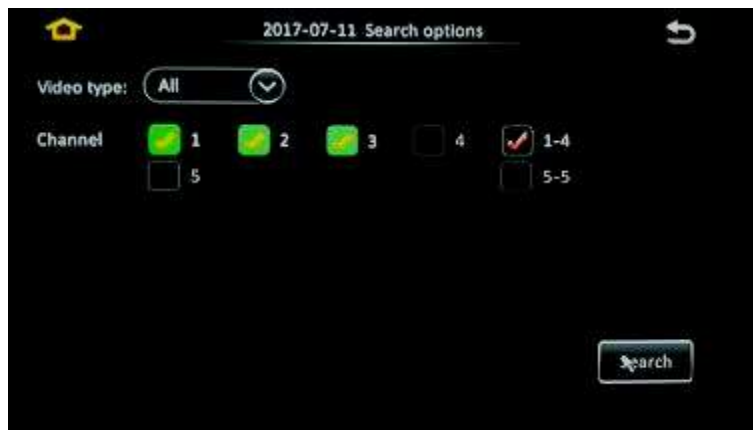 2017-07-11 Search options
Video type: All
Channel 1 2 3 4 1-4
5 5-5
Search